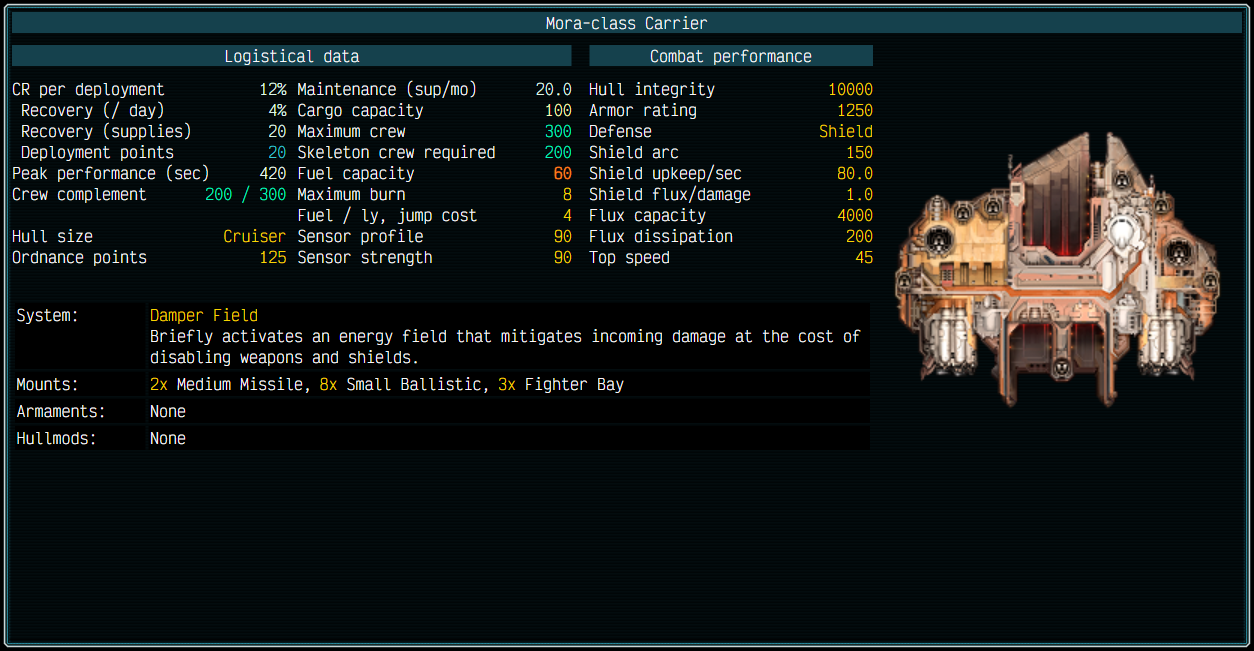 Mora-class Carrier
Logistical data
CR per deployment 12%
Recovery (/ day) 4%
Recovery (supplies) 20
Deployment points 20
Peak performance (sec) 420
Crew complement 200 / 300
Hull size Cruiser
Ordnance points 125
Maintenance (sup/mo) 20.0
Cargo capacity 100
Maximum crew 300
Skeleton crew required 200
Fuel capacity 60
Maximum burn 8
Fuel / ly, jump cost 4
Sensor profile 90
Sensor strength 90
Combat performance
Hull integrity 10000
Armor rating 1250
Defense Shield
Shield arc 150
Shield upkeep/sec 80.0
Shield flux/damage 1.0
Flux capacity 4000
Flux dissipation 200
Top speed 45
System: Damper Field
Briefly activates an energy field that mitigates incoming damage at the cost of
disabling weapons and shields.
Mounts: 2x Medium Missile, 8x Small Ballistic, 3x Fighter Bay
Armaments: None
Hullmods: None